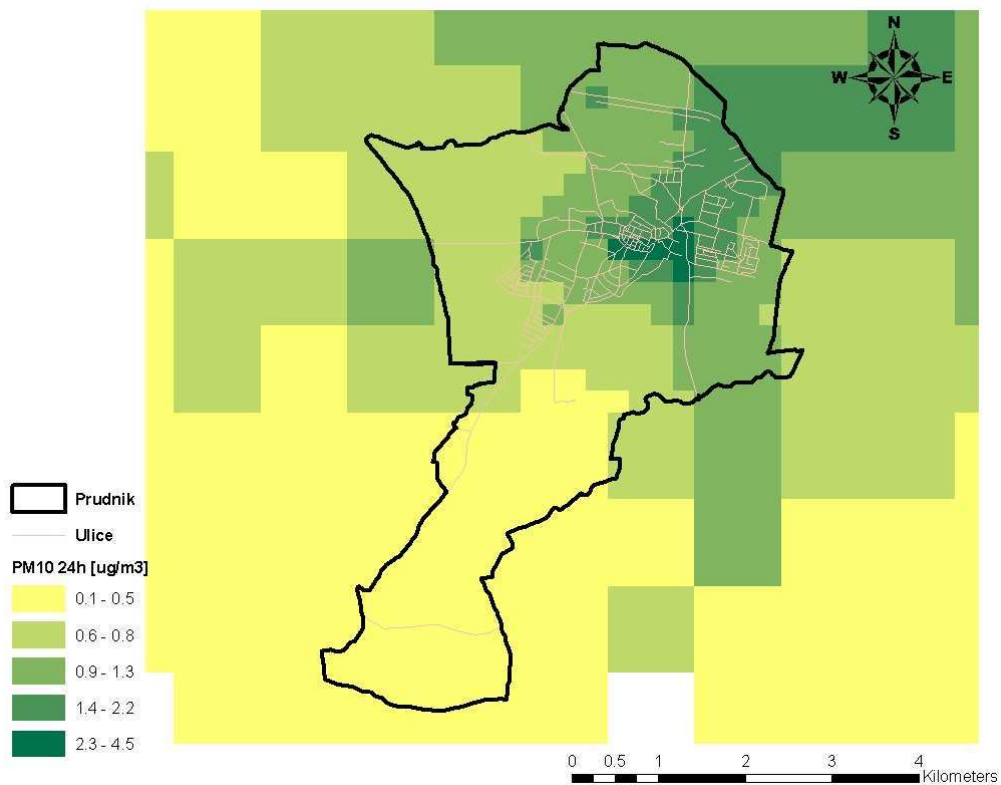 N
W E
S
Prudnik
Ulice
PM10 24h [ug/m3]
0.1 - 0.5
0.6 - 0.8
0.9 - 1.3
1.4 - 2.2
2.3 - 4.5
0 0.5 1 2 3 4
Kilometers